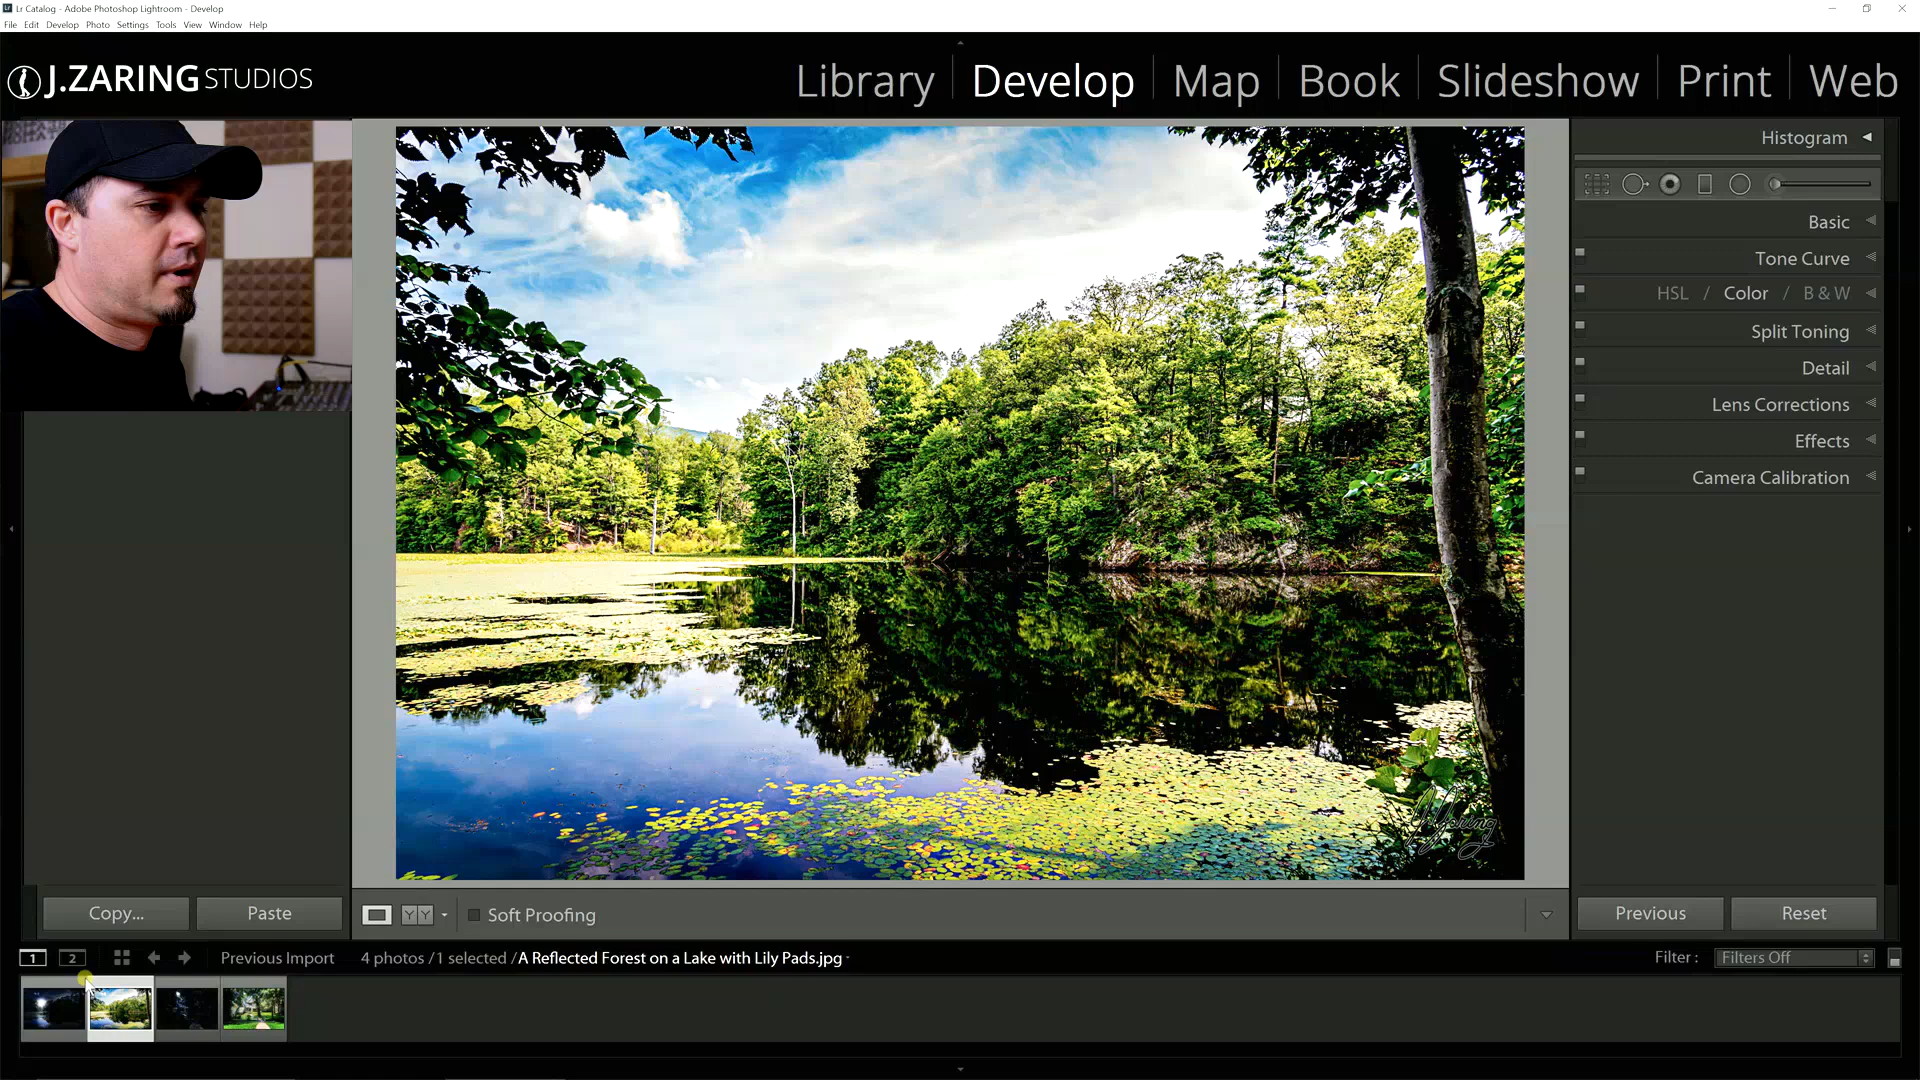 Lr Catalog - Adobe Photoshop Lightroom - Develop
File Edit Develop Photo Settings Tools View Window Help
J.ZARING STUDIOS
Library Develop Map Book Slideshow Print Web
Histogram
Basic
Tone Curve
HSL / Color / B & W
Split Toning
Detail
Lens Corrections
Effects
Camera Calibration
Copy... Paste
Y Y
Soft Proofing
Previous Reset
1 2 Previous Import 4 photos / 1 selected / A Reflected Forest on a Lake with Lily Pads.jpg
Filter : Filters Off